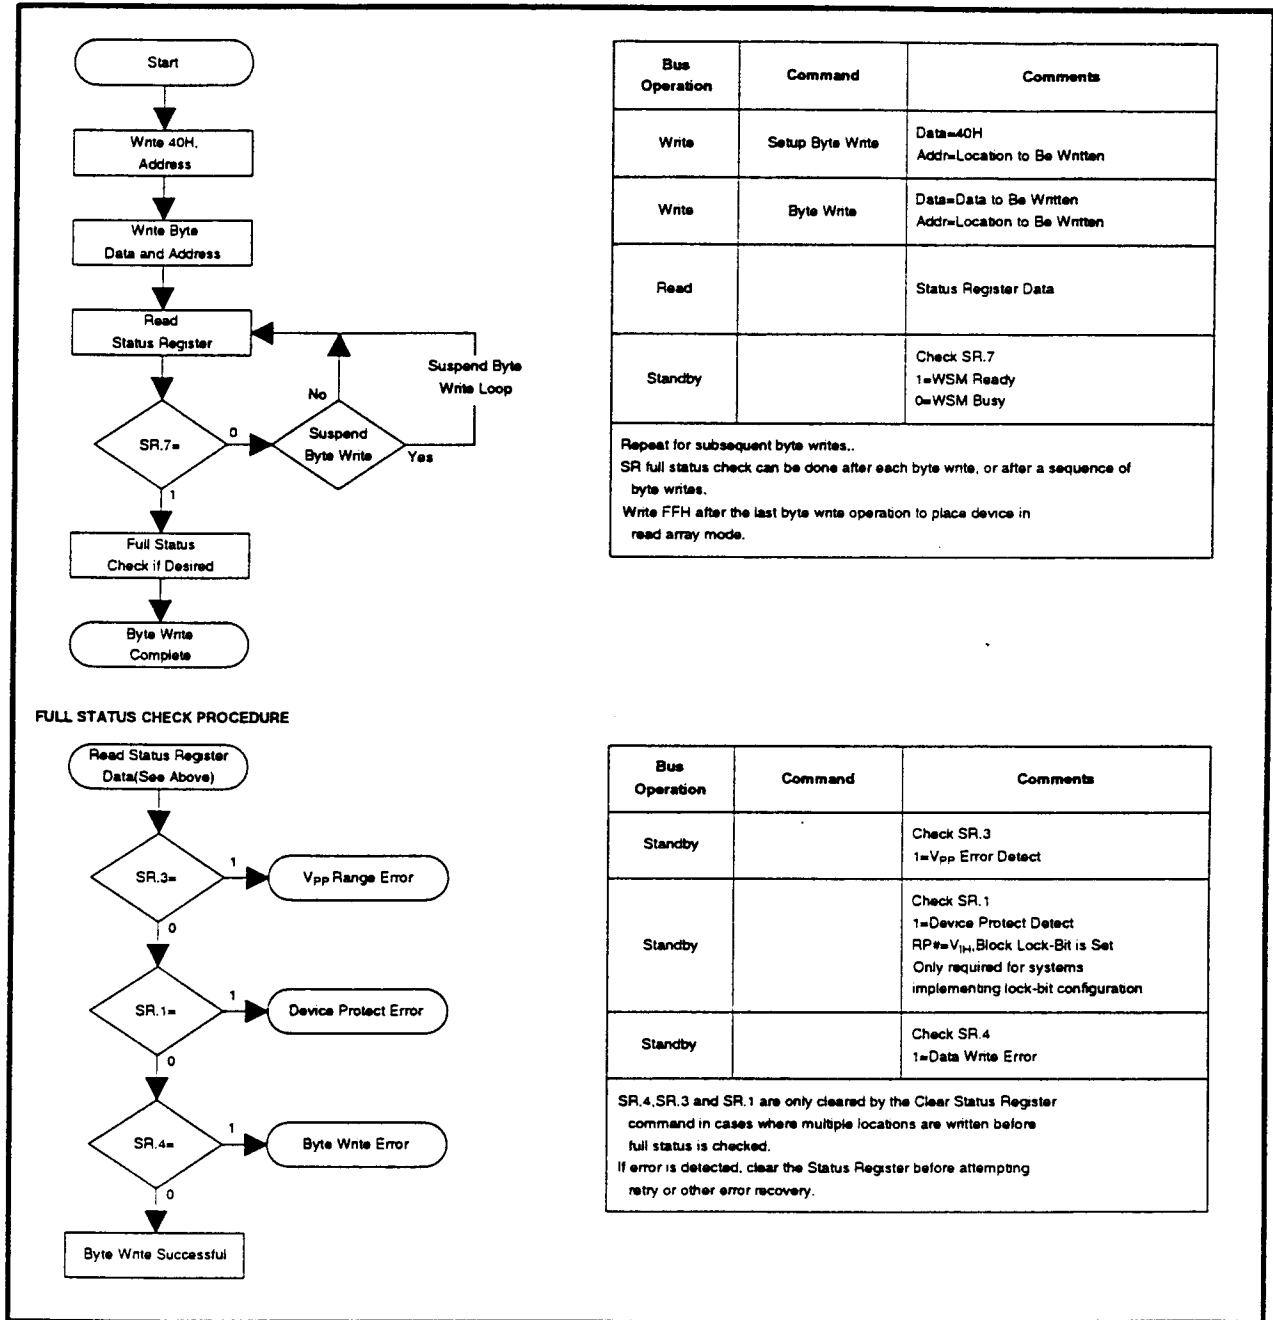 Start
Write 40H,
Address
Write Byte
Data and Address
Read
Status Register
SR.7=
0
1
No
Suspend
Byte Write
Yes
Suspend Byte
Write Loop
Full Status
Check if Desired
Byte Write
Complete
Bus
Operation
Command
Comments
Write
Setup Byte Write
Data=40H
Addr=Location to Be Written
Write
Byte Write
Data=Data to Be Written
Addr=Location to Be Written
Read
Status Register Data
Standby
Check SR.7
1=WSM Ready
0=WSM Busy
Repeat for subsequent byte writes..
SR full status check can be done after each byte write, or after a sequence of
byte writes.
Write FFH after the last byte write operation to place device in
read array mode.
FULL STATUS CHECK PROCEDURE
Read Status Register
Data(See Above)
SR.3=
1
VPP Range Error
0
SR.1=
1
Device Protect Error
0
SR.4=
1
Byte Write Error
0
Byte Write Successful
Bus
Operation
Command
Comments
Standby
Check SR.3
1=VPP Error Detect
Standby
Check SR.1
1=Device Protect Detect
RP#=VIH,Block Lock-Bit is Set
Only required for systems
implementing lock-bit configuration
Standby
Check SR.4
1=Data Write Error
SR.4,SR.3 and SR.1 are only cleared by the Clear Status Register
command in cases where multiple locations are written before
full status is checked.
If error is detected, clear the Status Register before attempting
retry or other error recovery.